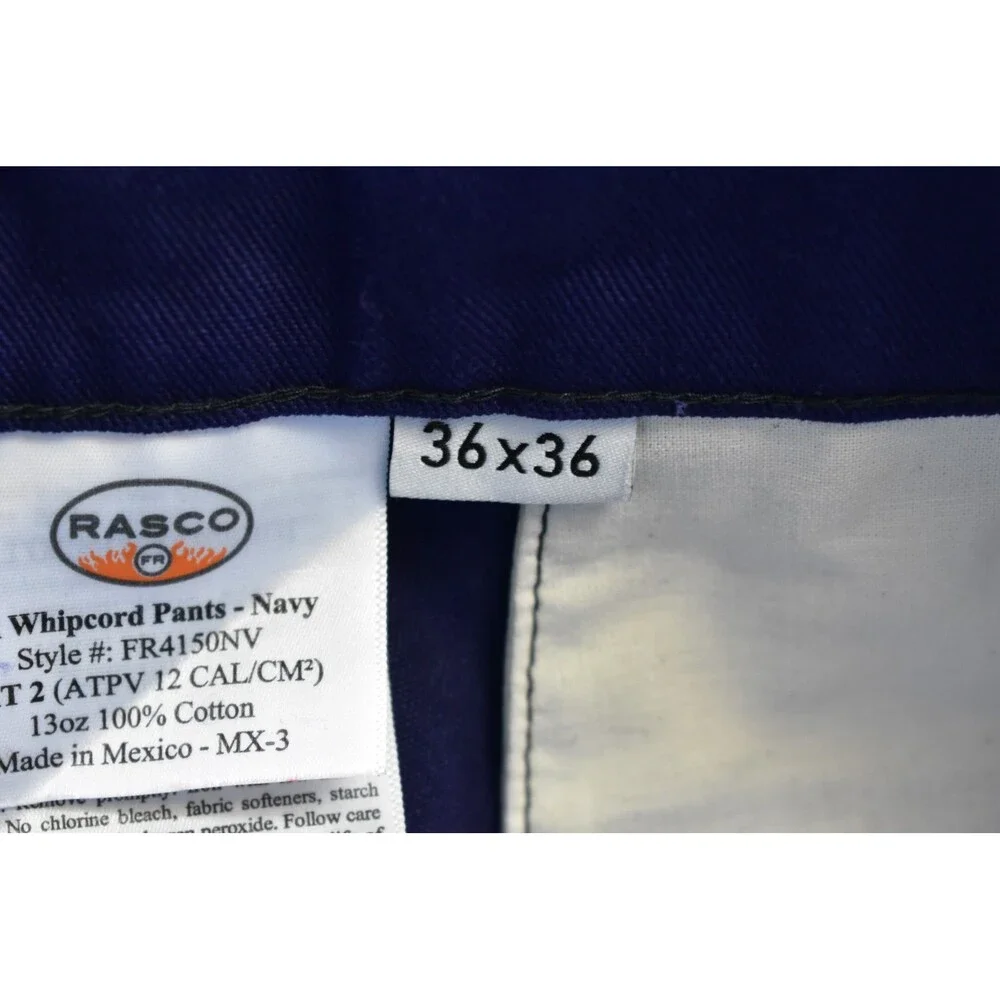 RASCO
FR
Whipcord Pants - Navy
Style #: FR4150NV
T 2 (ATPV 12 CAL/CM²)
13oz 100% Cotton
Made in Mexico - MX-3
36x36
No chlorine bleach, fabric softeners, starch
peroxide. Follow care